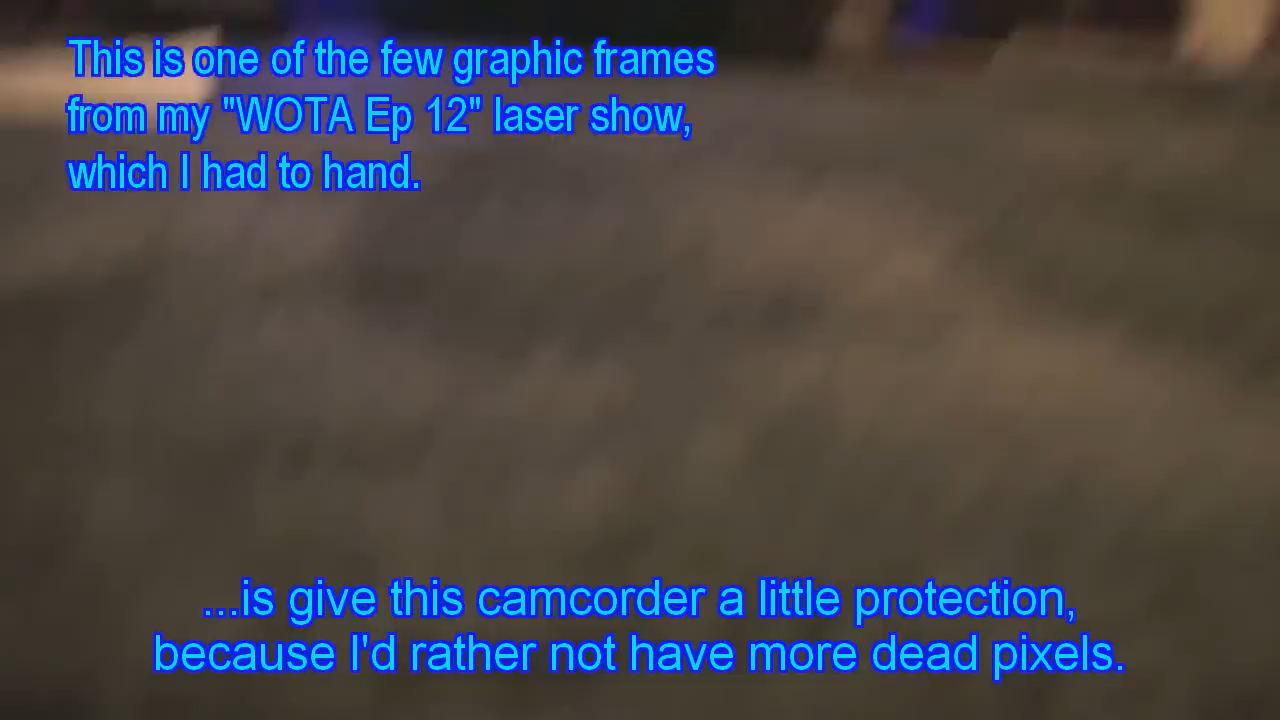 This is one of the few graphic frames
from my "WOTA Ep 12" laser show,
which I had to hand.
...is give this camcorder a little protection,
because I'd rather not have more dead pixels.